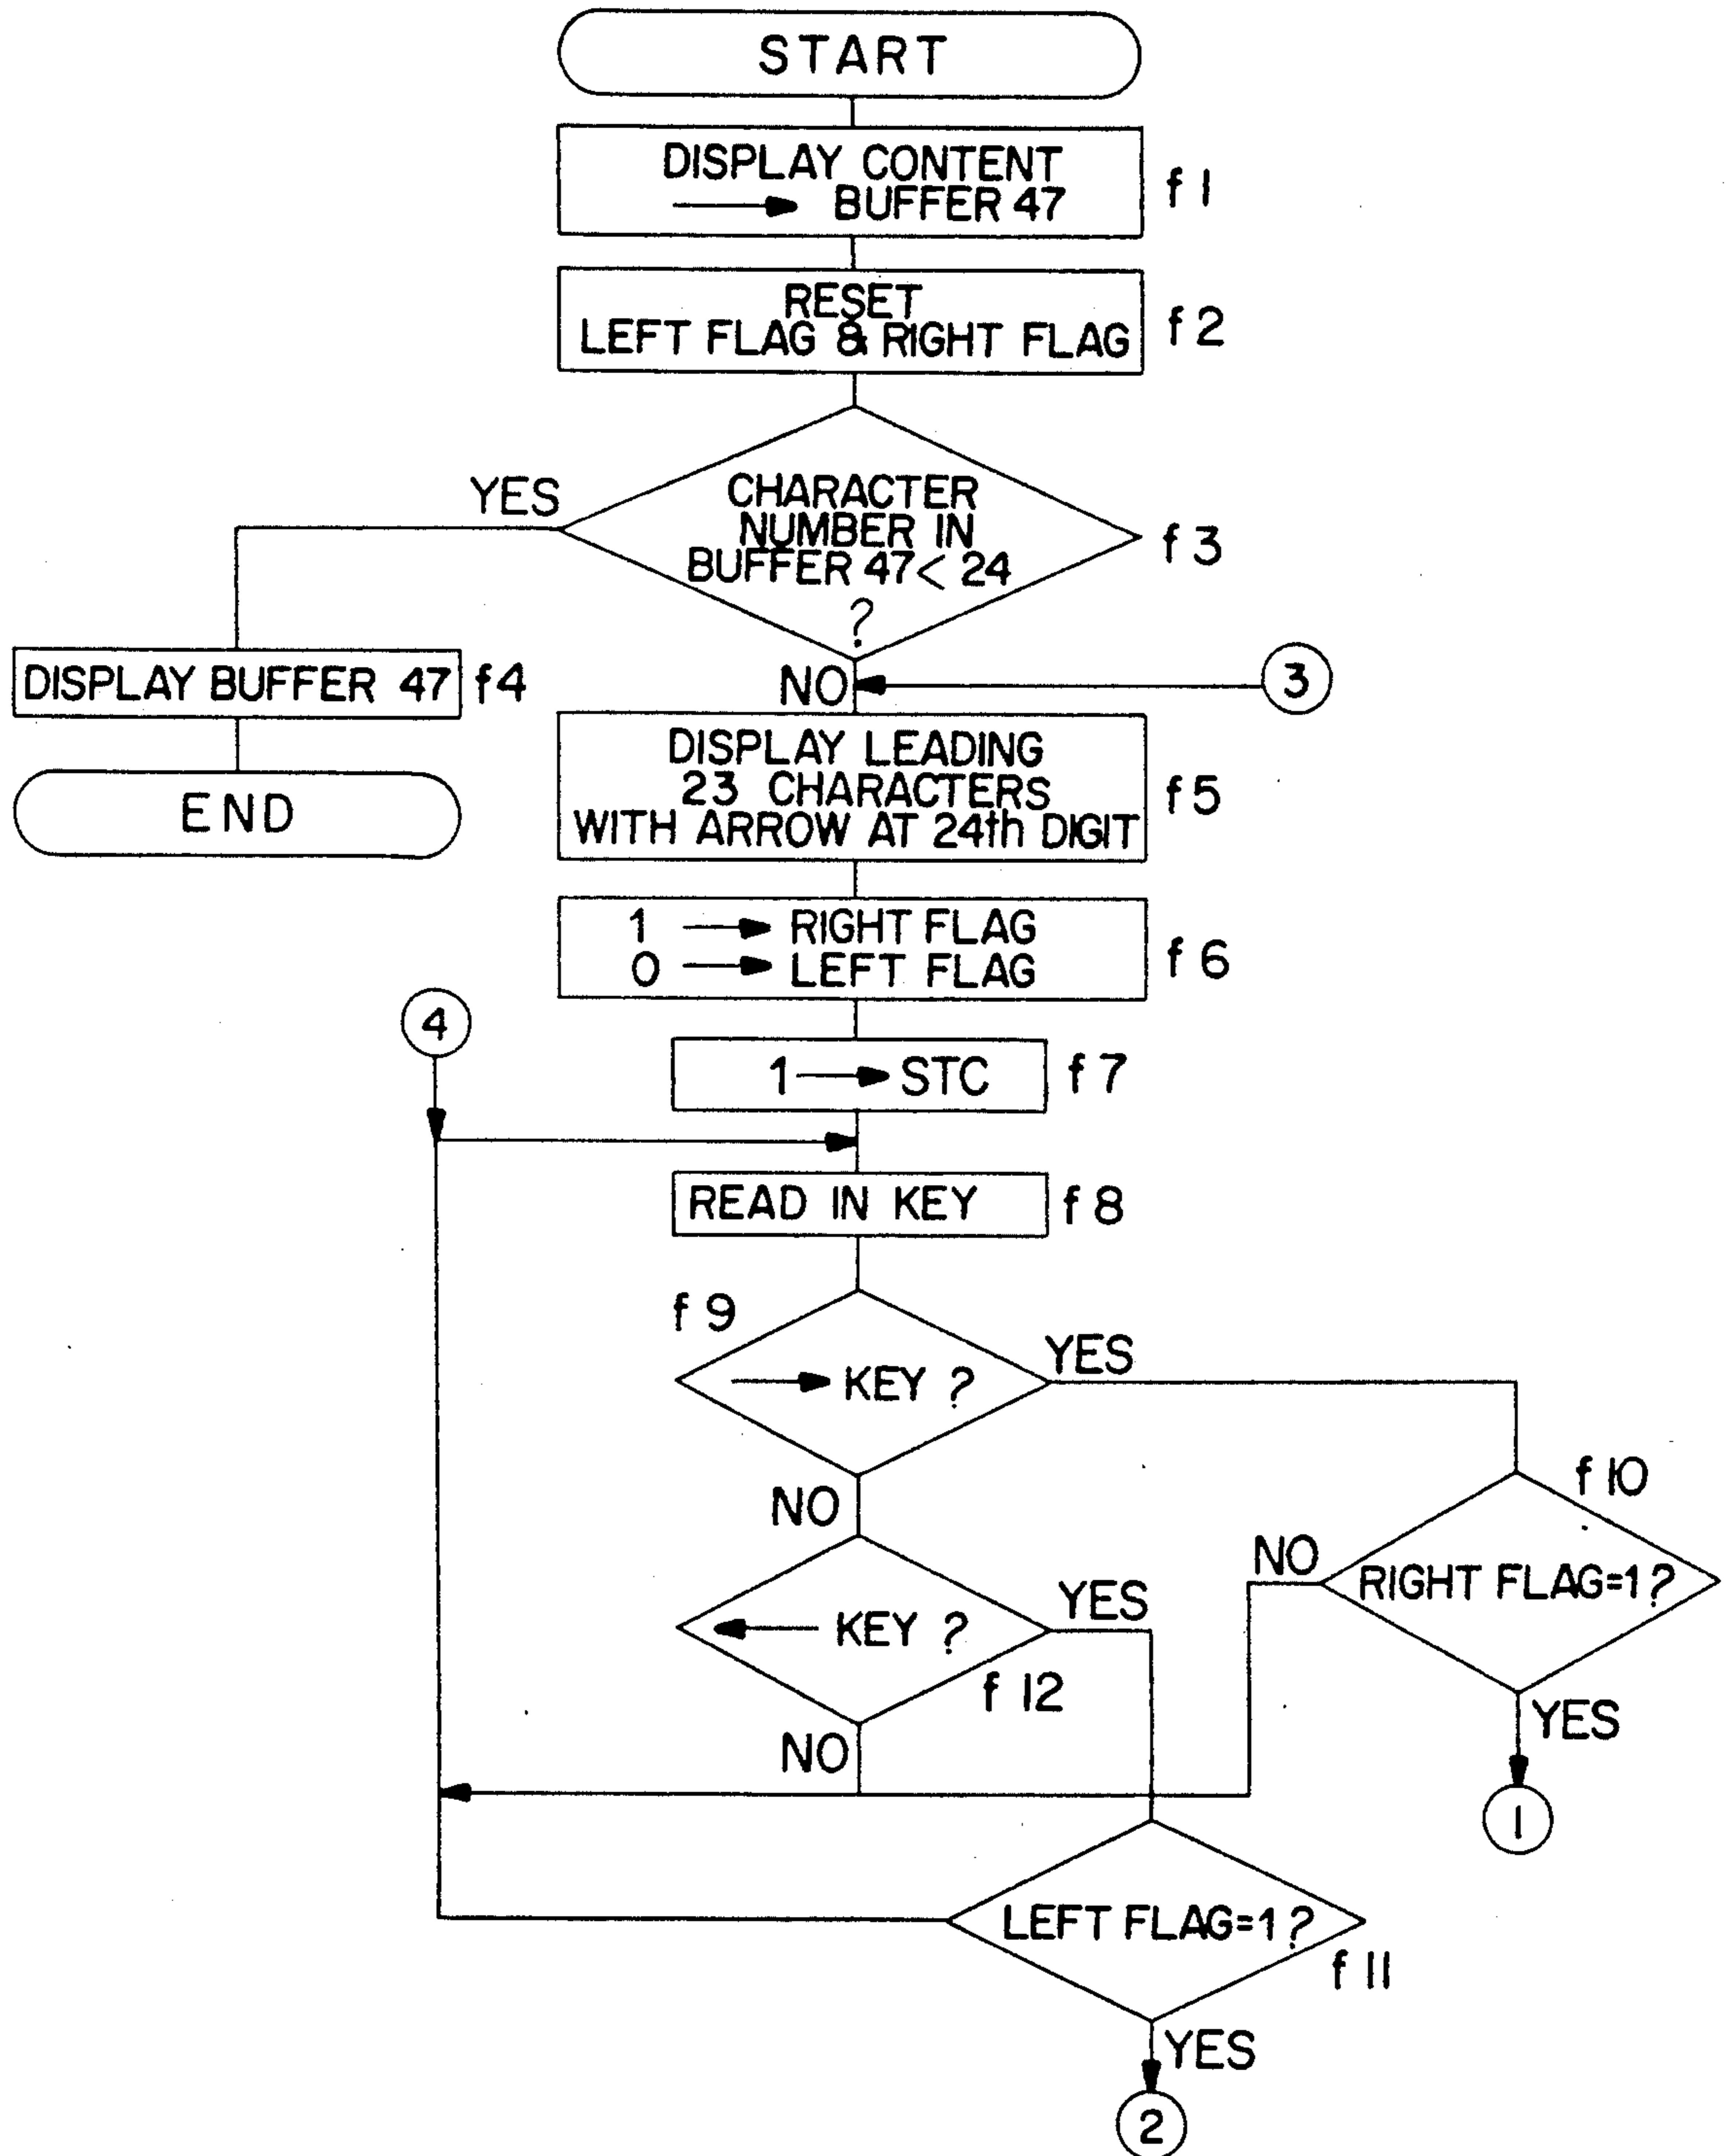 START
DISPLAY CONTENT
→ BUFFER 47
f1
RESET
LEFT FLAG & RIGHT FLAG
f2
YES
CHARACTER
NUMBER IN
BUFFER 47 < 24
?
f3
DISPLAY BUFFER 47
f4
NO
3
END
DISPLAY LEADING
23 CHARACTERS
WITH ARROW AT 24th DIGIT
f5
1 → RIGHT FLAG
0 → LEFT FLAG
f6
4
1 → STC
f7
READ IN KEY
f8
f9
→ KEY ?
YES
f10
NO
NO
RIGHT FLAG=1?
← KEY ?
YES
f12
YES
NO
1
LEFT FLAG=1?
f11
YES
2